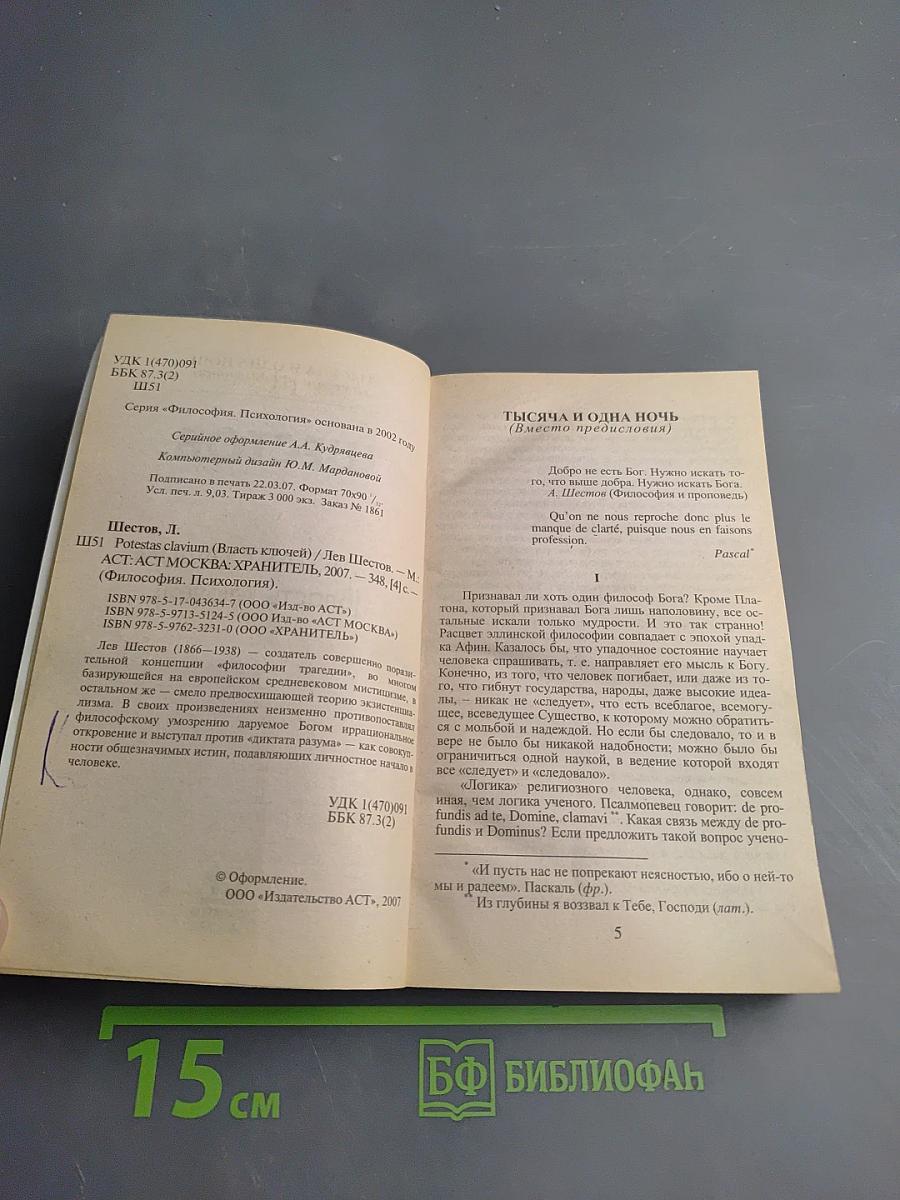 УДК 1(470)091
ББК 87.3(2)
Ш51
Серия «Философия. Психология» основана в 2002 году
Серийное оформление А.А. Кудрявцева
Компьютерный дизайн Ю.М. Мардановой
Подписано в печать 22.03.07. Формат 70х90 1/32.
Усл. печ. л. 9,03. Тираж 3 000 экз. Заказ № 1861
Шестов, Л.
Ш51 Potestas clavium (Власть ключей) / Лев Шестов. – М.:
АСТ: АСТ МОСКВА: ХРАНИТЕЛЬ, 2007. – 348, [4] с. –
(Философия. Психология).
ISBN 978-5-17-043634-7 (ООО «Изд-во АСТ»)
ISBN 978-5-9713-5124-5 (ООО Изд-во «АСТ МОСКВА»)
ISBN 978-5-9762-3231-0 (ООО «ХРАНИТЕЛЬ»)
Лев Шестов (1866—1938) — создатель совершенно порази-
тельной концепции «философии трагедии», во многом
базирующейся на европейском средневековом мистицизме, в
остальном же — смело предвосхищающей теорию экзистенциа-
лизма. В своих произведениях неизменно противопоставлял
философскому умозрению даруемое Богом иррациональное
откровение и выступал против «диктата разума» — как совокуп-
ности общезначимых истин, подавляющих личностное начало в
человеке.
УДК 1(470)091
ББК 87.3(2)
© Оформление.
ООО «Издательство АСТ», 2007
ТЫСЯЧА И ОДНА НОЧЬ
(Вместо предисловия)
Добро не есть Бог. Нужно искать то-
го, что выше добра. Нужно искать Бога.
А. Шестов (Философия и проповедь)
Qu'on ne nous reproche donc plus le
manque de clarté, puisque nous en faisons
profession.
Pascal*
I
Признавал ли хоть один философ Бога? Кроме Пла-
тона, который признавал Бога лишь наполовину, все ос-
тальные искали только мудрости. И это так странно!
Расцвет эллинской философии совпадает с эпохой упад-
ка Афин. Казалось бы, что упадочное состояние научает
человека спрашивать, т. е. направляет его мысль к Богу.
Конечно, из того, что человек погибает, или даже из то-
го, что гибнут государства, народы, даже высокие идеа-
лы, – никак не «следует», что есть всеблагое, всемогу-
щее, всеведущее Существо, к которому можно обратить-
ся с мольбой и надеждой. Но если бы следовало, то и в
вере не было бы никакой надобности; можно было бы
ограничиться одной наукой, в ведение которой входят
все «следует» и «следовало».
«Логика» религиозного человека, однако, совсем
иная, чем логика ученого. Псалмопевец говорит: de pro-
fundis ad te, Domine, clamavi **. Какая связь между de pro-
fundis и Dominus? Если предложить такой вопрос учено-
* «И пусть нас не попрекают неясностью, ибо о ней-то
мы и радеем». Паскаль (фр.).
** Из глубины я воззвал к Тебе, Господи (лат.).
5
15 см
БФ БИБЛИОФАН